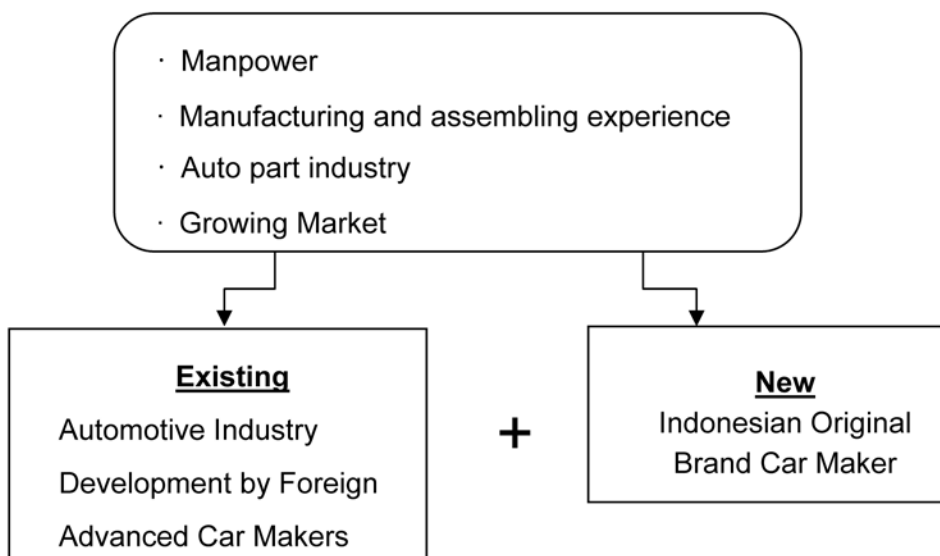 · Manpower
· Manufacturing and assembling experience
· Auto part industry
· Growing Market
Existing
Automotive Industry
Development by Foreign
Advanced Car Makers
+
New
Indonesian Original
Brand Car Maker